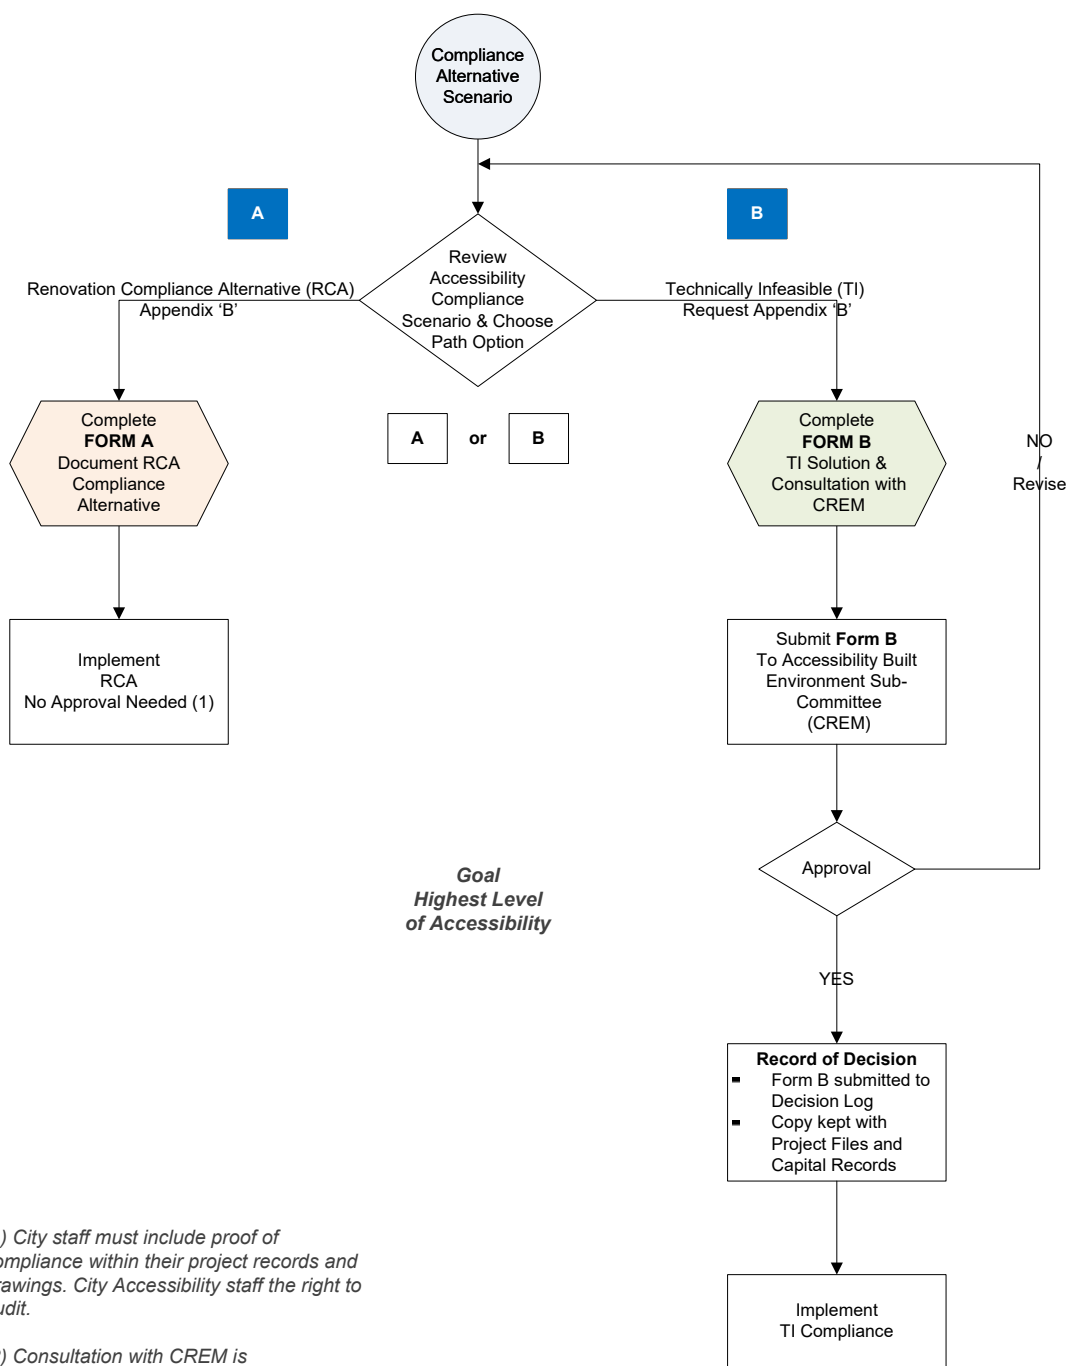 Compliance
Alternative
Scenario
A
B
Review
Accessibility
Compliance
Scenario & Choose
Path Option
Renovation Compliance Alternative (RCA)
Appendix ‘B’
Technically Infeasible (TI)
Request Appendix ‘B’
Complete
FORM A
Document RCA
Compliance
Alternative
A or B
Complete
FORM B
TI Solution &
Consultation with
CREM
NO
/
Revise
Implement
RCA
No Approval Needed (1)
Submit Form B
To Accessibility Built
Environment Sub-
Committee
(CREM)
Approval
Goal
Highest Level
of Accessibility
YES
Record of Decision
Form B submitted to
Decision Log
Copy kept with
Project Files and
Capital Records
) City staff must include proof of
ompliance within their project records and
rawings. City Accessibility staff the right to
udit.
) Consultation with CREM is
Implement
TI Compliance